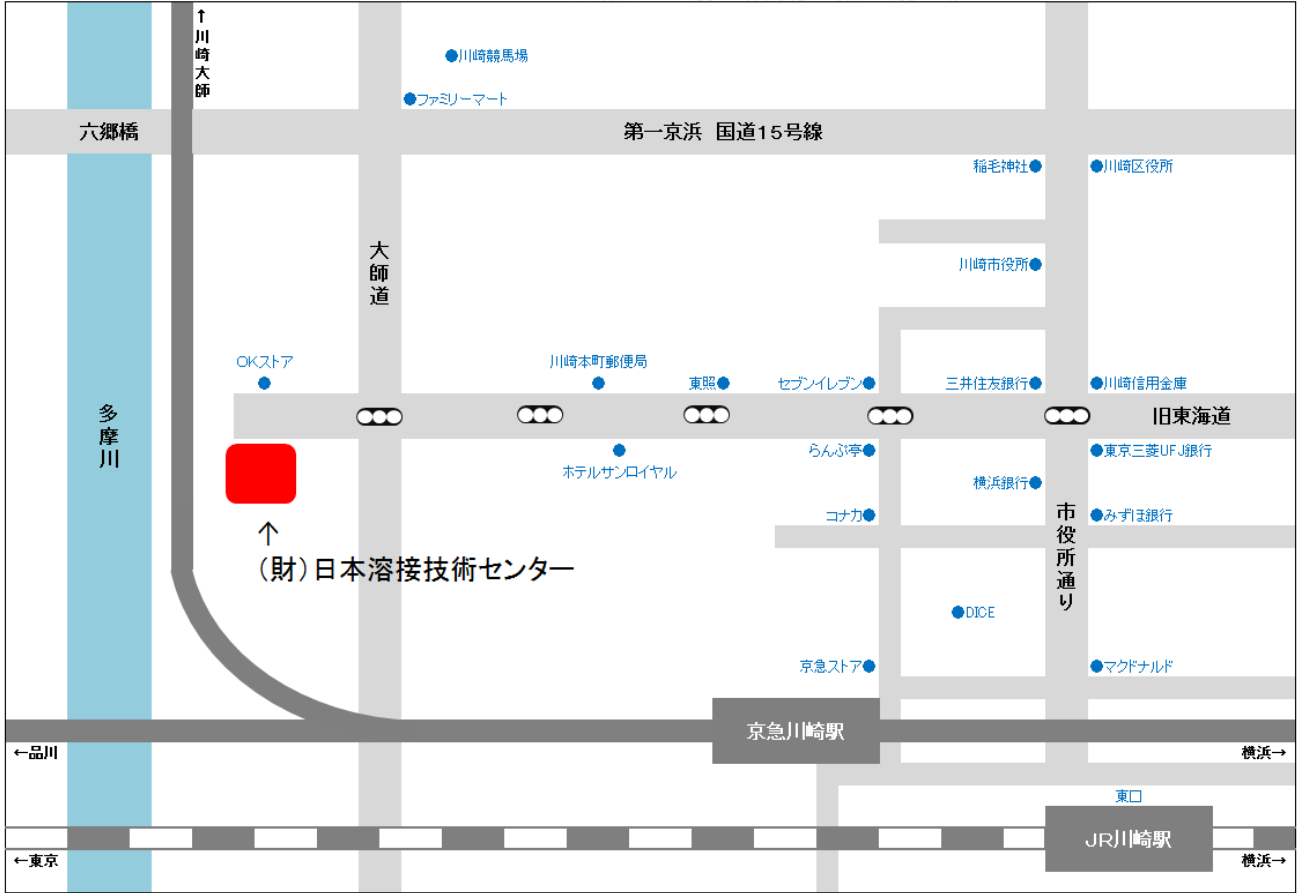 ↑川崎大師
川崎競馬場
ファミリーマート
六郷橋
第一京浜 国道15号線
稲毛神社
川崎区役所
大師道
川崎市役所
OKストア
川崎本町郵便局
東照
セブンイレブン
三井住友銀行
川崎信用金庫
多摩川
旧東海道
らんぷ亭
東京三菱UFJ銀行
ホテルサンロイヤル
横浜銀行
コナカ
みずほ銀行
市役所通り
↑
(財)日本溶接技術センター
DICE
京急ストア
マクドナルド
京急川崎駅
←品川
横浜→
東口
JR川崎駅
←東京
横浜→